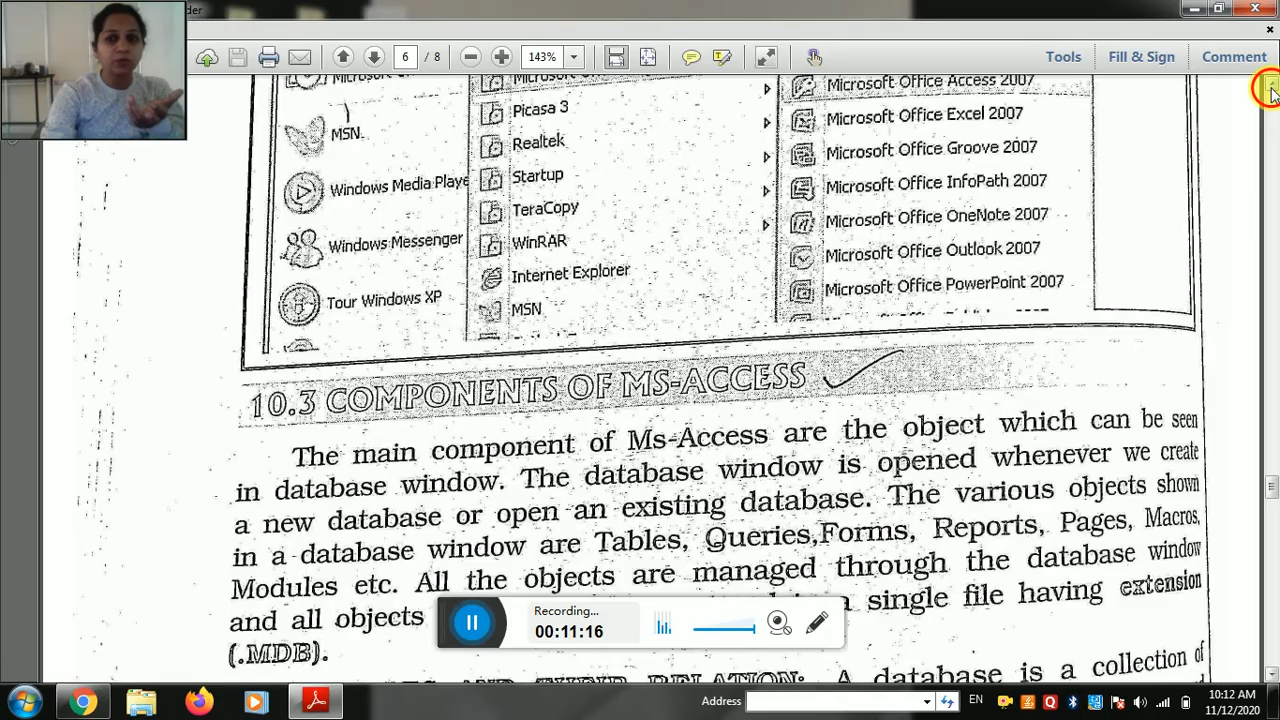 der
6 / 8
143%
Tools
Fill & Sign
Comment
Microsoft Office Access 2007
Picasa 3
Microsoft Office Excel 2007
MSN
Realtek
Microsoft Office Groove 2007
Windows Media Playe
Startup
Microsoft Office InfoPath 2007
TeraCopy
Microsoft Office OneNote 2007
Windows Messenger
WinRAR
Microsoft Office Outlook 2007
Internet Explorer
Microsoft Office PowerPoint 2007
Tour Windows XP
MSN
10.3 COMPONENTS OF MS-ACCESS
The main component of Ms-Access are the object which can be seen
in database window. The database window is opened whenever we create
a new database or open an existing database. The various objects shown
in a database window are Tables, Queries,Forms, Reports, Pages, Macros,
Modules etc. All the objects are managed through the database window
and all objects a single file having extension
(.MDB).
RELATION: A database is a collection of
Recording...
00:11:16
Address
EN
10:12 AM
11/12/2020